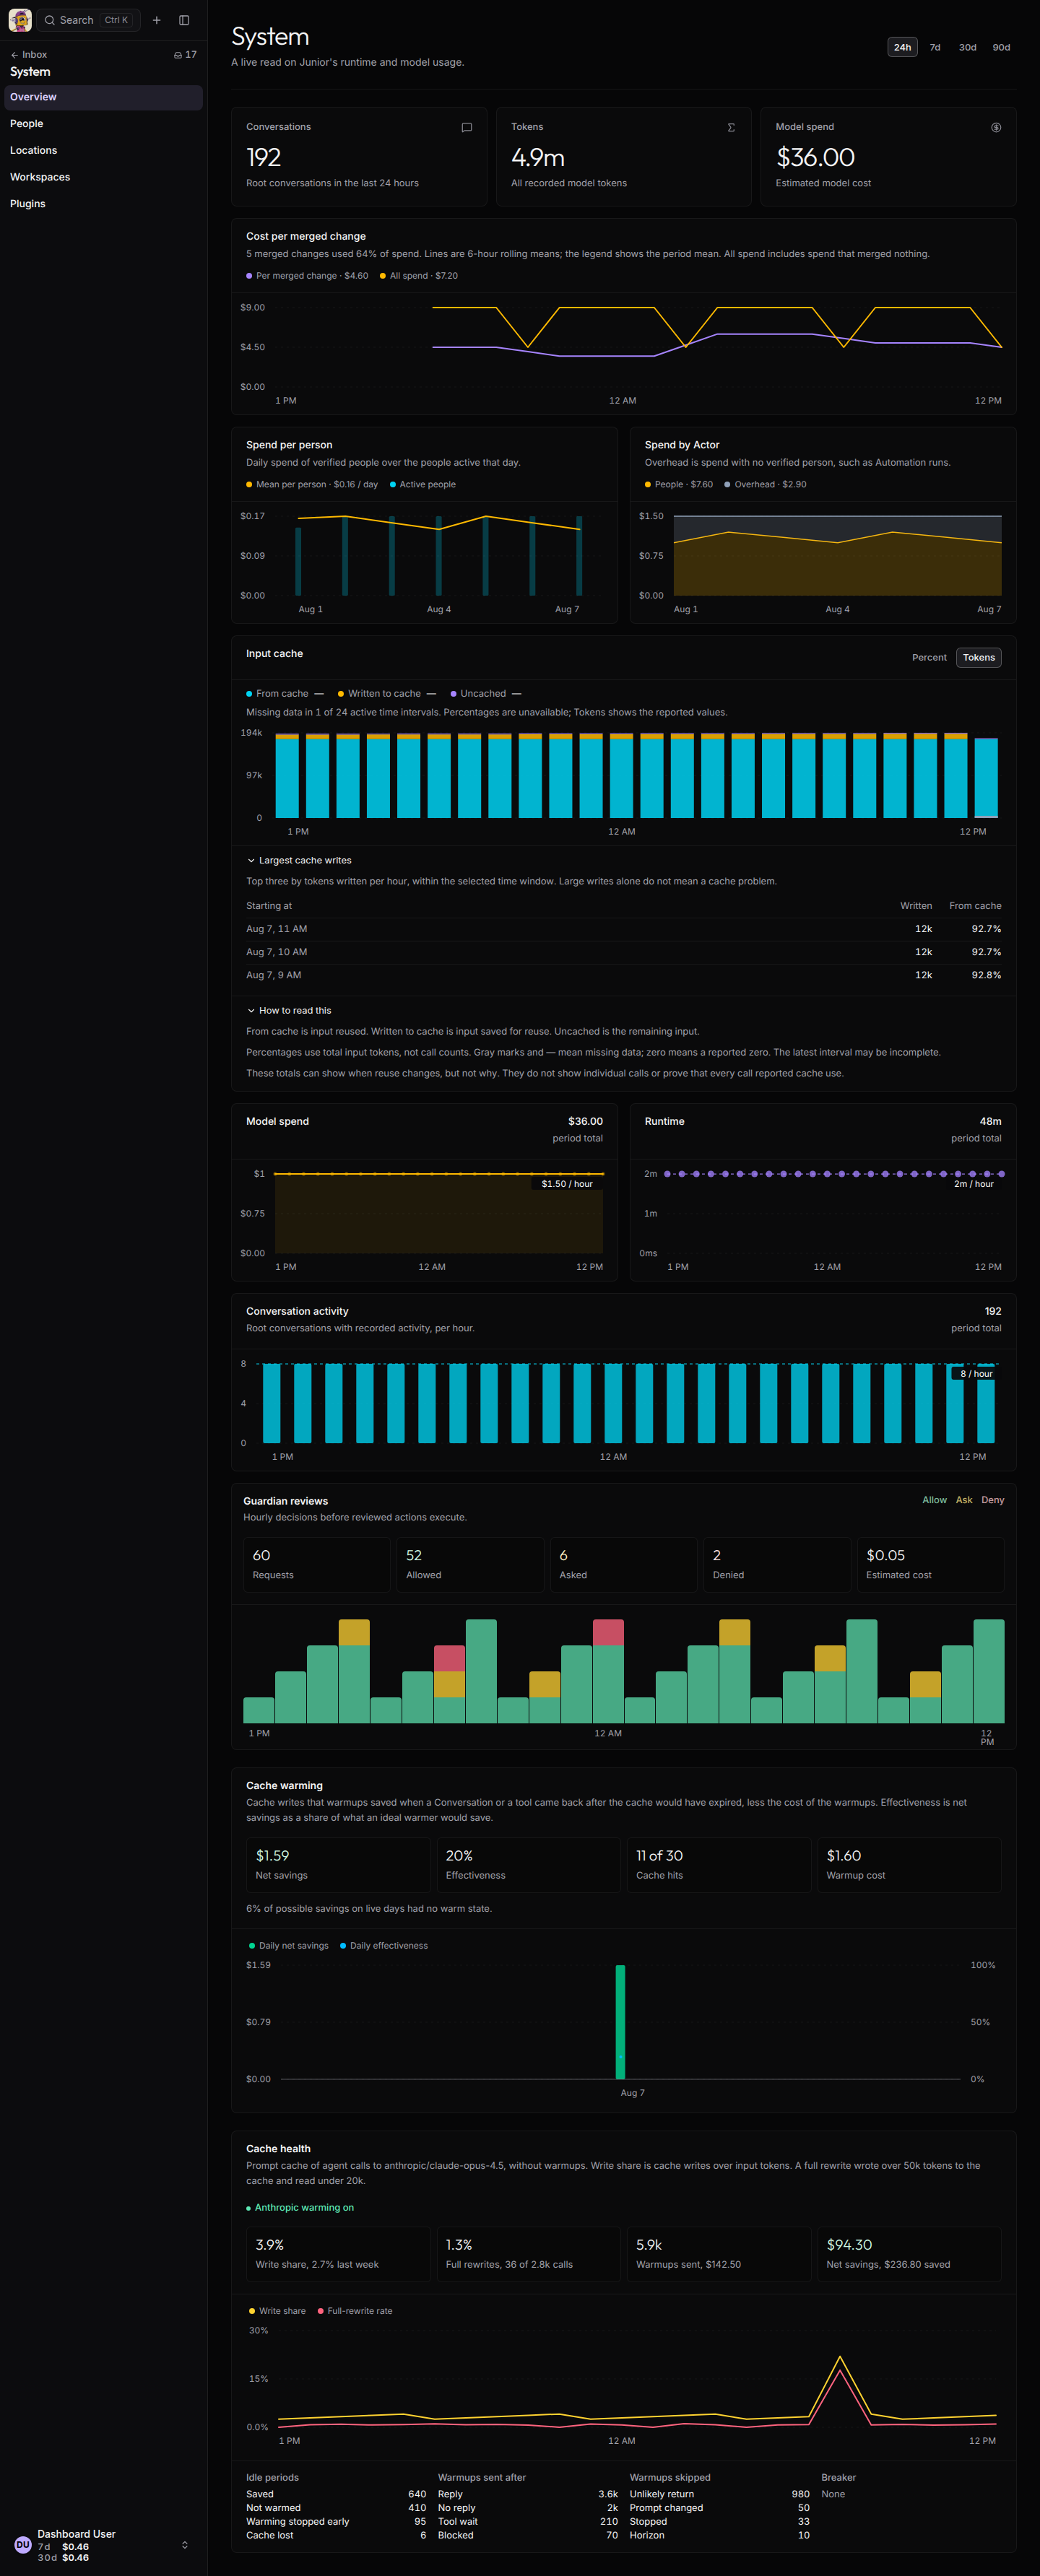 Search Ctrl K
Inbox 17
System
Overview
People
Locations
Workspaces
Plugins
System
A live read on Junior's runtime and model usage.
24h 7d 30d 90d
Conversations
192
Root conversations in the last 24 hours
Tokens
4.9m
All recorded model tokens
Model spend
$36.00
Estimated model cost
Cost per merged change
5 merged changes used 64% of spend. Lines are 6-hour rolling means; the legend shows the period mean. All spend includes spend that merged nothing.
Per merged change · $4.60 All spend · $7.20
$9.00
$4.50
$0.00
1 PM 12 AM 12 PM
Spend per person
Daily spend of verified people over the people active that day.
Mean per person · $0.16 / day Active people
$0.17
$0.09
$0.00
Aug 1 Aug 4 Aug 7
Spend by Actor
Overhead is spend with no verified person, such as Automation runs.
People · $7.60 Overhead · $2.90
$1.50
$0.75
$0.00
Aug 1 Aug 4 Aug 7
Input cache
Percent Tokens
From cache — Written to cache — Uncached —
Missing data in 1 of 24 active time intervals. Percentages are unavailable; Tokens shows the reported values.
194k
97k
0
1 PM 12 AM 12 PM
Largest cache writes
Top three by tokens written per hour, within the selected time window. Large writes alone do not mean a cache problem.
Starting at Written From cache
Aug 7, 11 AM 12k 92.7%
Aug 7, 10 AM 12k 92.7%
Aug 7, 9 AM 12k 92.8%
How to read this
From cache is input reused. Written to cache is input saved for reuse. Uncached is the remaining input.
Percentages use total input tokens, not call counts. Gray marks and — mean missing data; zero means a reported zero. The latest interval may be incomplete.
These totals can show when reuse changes, but not why. They do not show individual calls or prove that every call reported cache use.
Model spend $36.00
period total
$1
$1.50 / hour
$0.75
$0.00
1 PM 12 AM 12 PM
Runtime 48m
period total
2m
2m / hour
1m
0ms
1 PM 12 AM 12 PM
Conversation activity 192
Root conversations with recorded activity, per hour. period total
8
8 / hour
4
0
1 PM 12 AM 12 PM
Guardian reviews
Allow Ask Deny
Hourly decisions before reviewed actions execute.
60
Requests
52
Allowed
6
Asked
2
Denied
$0.05
Estimated cost
1 PM 12 AM 12 PM
Cache warming
Cache writes that warmups saved when a Conversation or a tool came back after the cache would have expired, less the cost of the warmups. Effectiveness is net
savings as a share of what an ideal warmer would save.
$1.59
Net savings
20%
Effectiveness
11 of 30
Cache hits
$1.60
Warmup cost
6% of possible savings on live days had no warm state.
Daily net savings Daily effectiveness
$1.59 100%
$0.79 50%
$0.00 0%
Aug 7
Cache health
Prompt cache of agent calls to anthropic/claude-opus-4.5, without warmups. Write share is cache writes over input tokens. A full rewrite wrote over 50k tokens to the
cache and read under 20k.
Anthropic warming on
3.9%
Write share, 2.7% last week
1.3%
Full rewrites, 36 of 2.8k calls
5.9k
Warmups sent, $142.50
$94.30
Net savings, $236.80 saved
Write share Full-rewrite rate
30%
15%
0.0%
1 PM 12 AM 12 PM
Idle periods Warmups sent after Warmups skipped Breaker
Saved 640 Reply 3.6k Unlikely return 980 None
Not warmed 410 No reply 2k Prompt changed 50
Warming stopped early 95 Tool wait 210 Stopped 33
Cache lost 6 Blocked 70 Horizon 10
DU Dashboard User
7d $0.46
30d $0.46